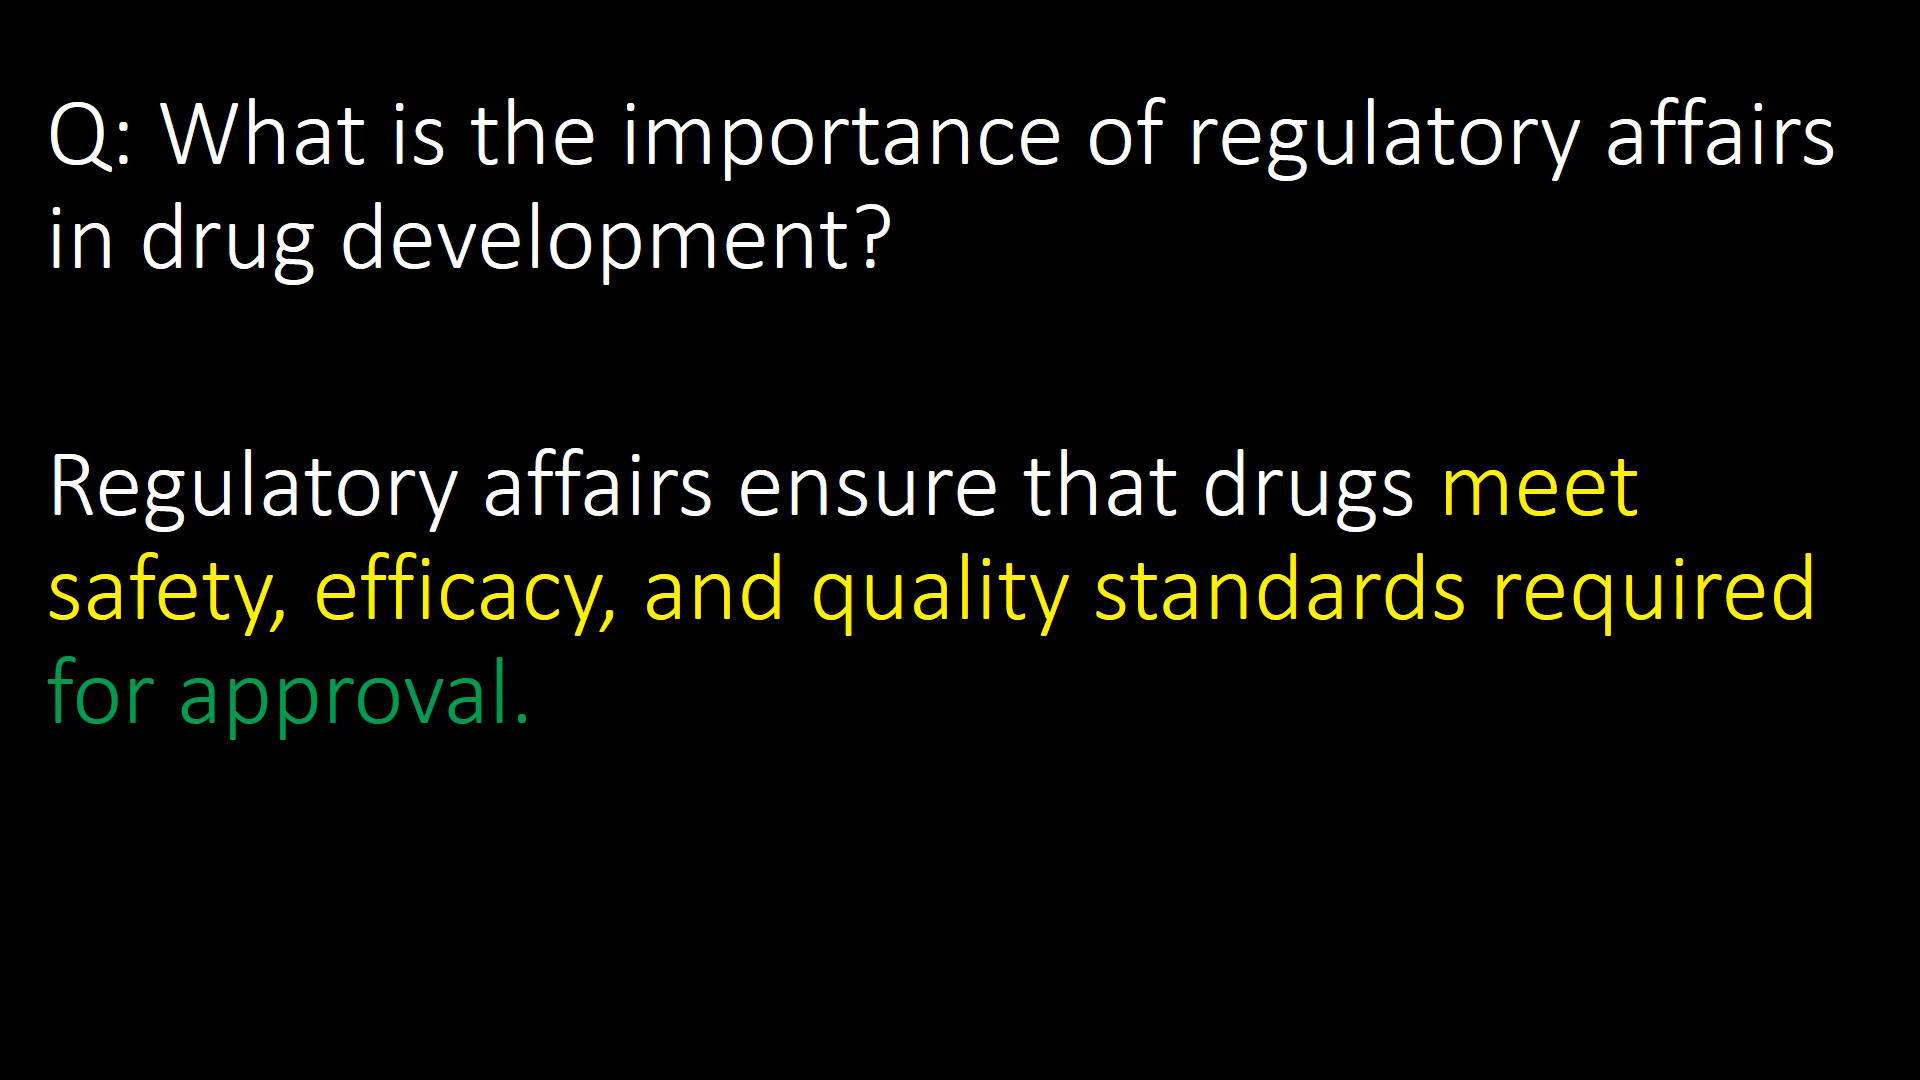 Q: What is the importance of regulatory affairs
in drug development?
Regulatory affairs ensure that drugs meet
safety, efficacy, and quality standards required
for approval.